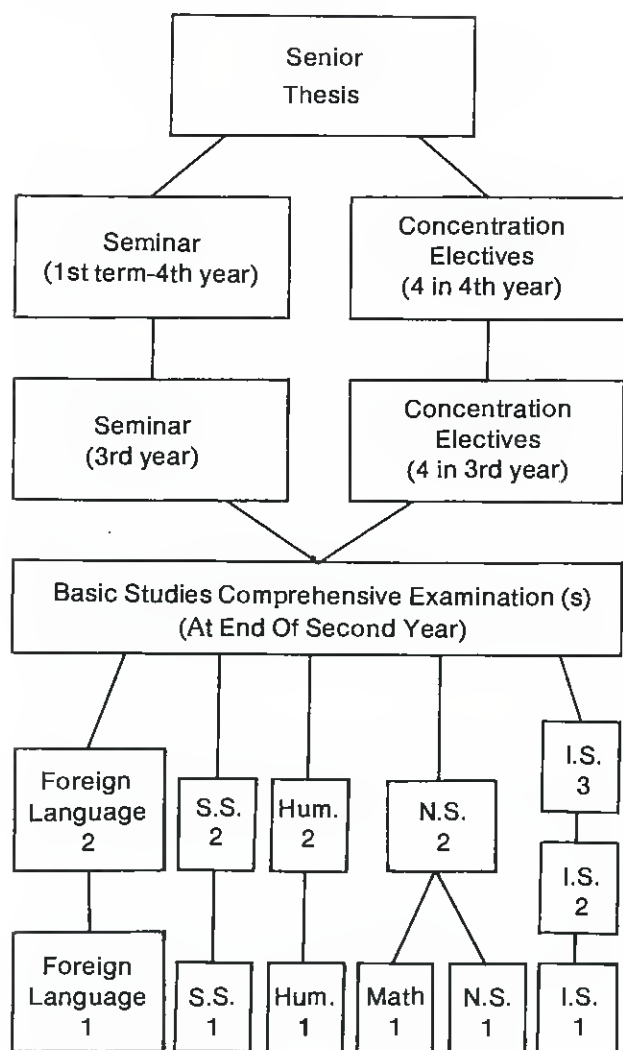 Senior
Thesis
Seminar
(1st term-4th year)
Concentration
Electives
(4 in 4th year)
Seminar
(3rd year)
Concentration
Electives
(4 in 3rd year)
Basic Studies Comprehensive Examination (s)
(At End Of Second Year)
Foreign
Language
2
S.S.
2
Hum.
2
N.S.
2
I.S.
3
I.S.
2
Foreign
Language
1
S.S.
1
Hum.
1
Math
1
N.S.
1
I.S.
1